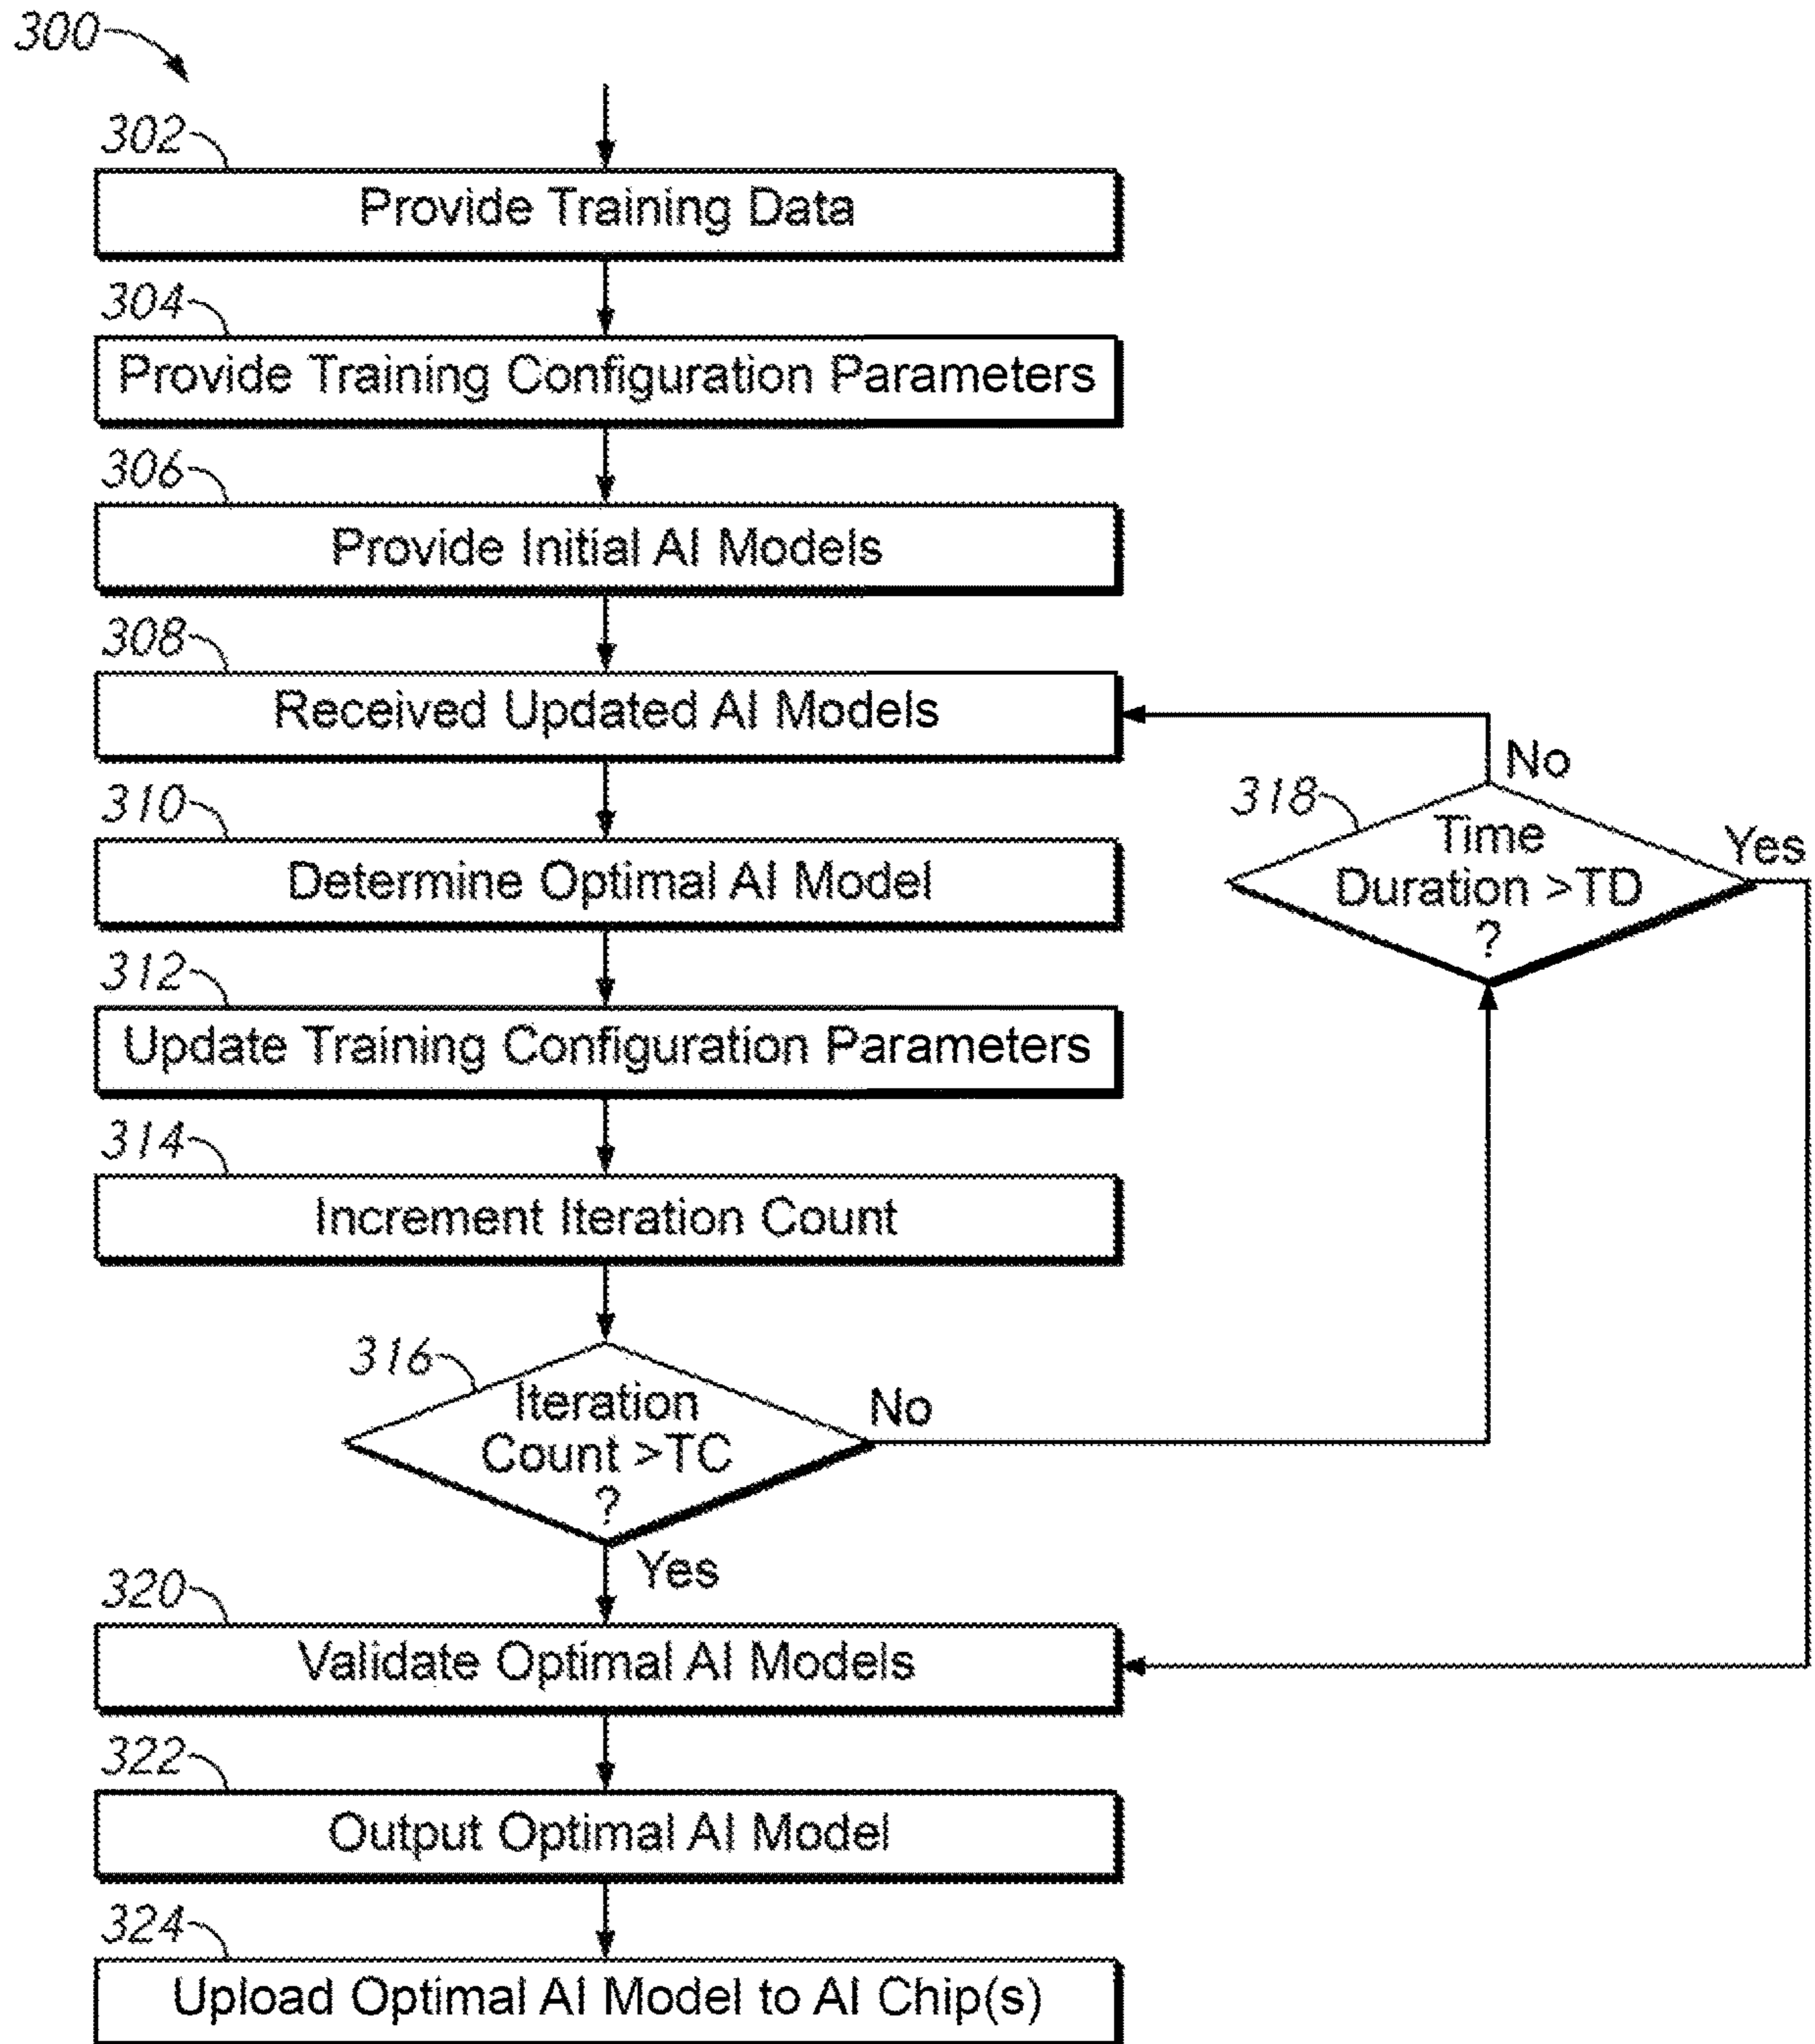 300
302
Provide Training Data
304
Provide Training Configuration Parameters
306
Provide Initial AI Models
308
Received Updated AI Models
310
Determine Optimal AI Model
312
Update Training Configuration Parameters
314
Increment Iteration Count
316
Iteration
Count >TC
?
No
Yes
318
Time
Duration >TD
?
No
Yes
320
Validate Optimal AI Models
322
Output Optimal AI Model
324
Upload Optimal AI Model to AI Chip(s)